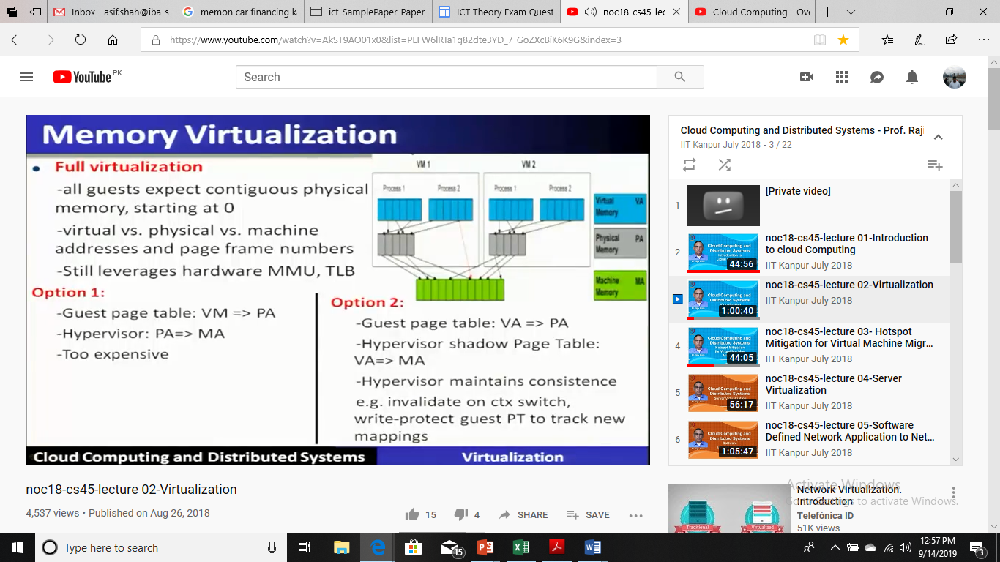 Inbox - asif.shah@iba-s
memon car financing k
ict-SamplePaper-Paper
ICT Theory Exam Quest
noc18-cs45-lec
Cloud Computing - Ove
https://www.youtube.com/watch?v=AkST9AO01x0&list=PLFW6lRTa1g82dte3YD_7-GoZXcBiK6K9G&index=3
YouTube PK
Search
Memory Virtualization
• Full virtualization
-all guests expect contiguous physical
memory, starting at 0
-virtual vs. physical vs. machine
addresses and page frame numbers
-Still leverages hardware MMU, TLB
VM 1
VM 2
Process 1
Process 2
Process 1
Process 2
Virtual Memory VA
Physical Memory PA
Machine Memory MA
Option 1:
-Guest page table: VM => PA
-Hypervisor: PA=> MA
-Too expensive
Option 2:
-Guest page table: VA => PA
-Hypervisor shadow Page Table:
VA=> MA
-Hypervisor maintains consistence
e.g. invalidate on ctx switch,
write-protect guest PT to track new
mappings
Cloud Computing and Distributed Systems
Virtualization
noc18-cs45-lecture 02-Virtualization
4,537 views • Published on Aug 26, 2018
15
4
SHARE
SAVE
Cloud Computing and Distributed Systems - Prof. Raji
IIT Kanpur July 2018 - 3 / 22
1
[Private video]
2
44:56
noc18-cs45-lecture 01-Introduction
to cloud Computing
IIT Kanpur July 2018
1:00:40
noc18-cs45-lecture 02-Virtualization
IIT Kanpur July 2018
4
44:05
noc18-cs45-lecture 03- Hotspot
Mitigation for Virtual Machine Migr...
IIT Kanpur July 2018
5
56:17
noc18-cs45-lecture 04-Server
Virtualization
IIT Kanpur July 2018
6
1:05:47
noc18-cs45-lecture 05-Software
Defined Network Application to Net...
IIT Kanpur July 2018
Traditional
Virtualized
Network Virtualization.
Introduction
Telefónica ID
51K views
Activate Windows
Go to Settings to activate Windows.
Type here to search
15
12:57 PM
9/14/2019
3